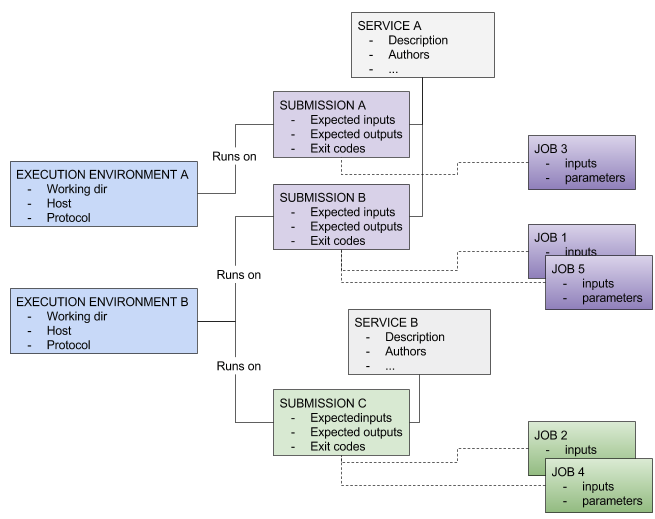 SERVICE A
- Description
- Authors
- ...
SUBMISSION A
- Expected inputs
- Expected outputs
- Exit codes
Runs on
JOB 3
- inputs
- parameters
EXECUTION ENVIRONMENT A
- Working dir
- Host
- Protocol
SUBMISSION B
- Expected inputs
- Expected outputs
- Exit codes
JOB 1
- inputs
JOB 5
- inputs
- parameters
Runs on
EXECUTION ENVIRONMENT B
- Working dir
- Host
- Protocol
SERVICE B
- Description
- Authors
- ...
Runs on
SUBMISSION C
- Expectedinputs
- Expected outputs
- Exit codes
JOB 2
- inputs
JOB 4
- inputs
- parameters